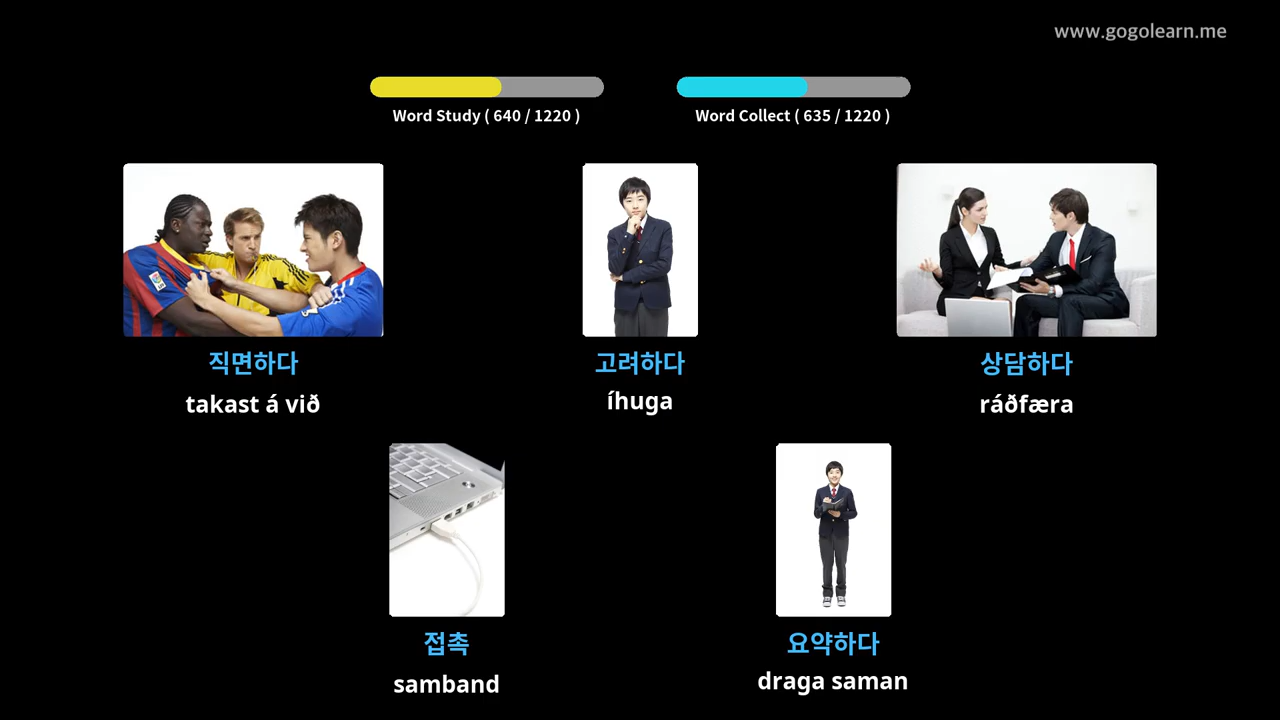 www.gogolearn.me
Word Study ( 640 / 1220 )
Word Collect ( 635 / 1220 )
직면하다
고려하다
상담하다
takast á við
íhuga
ráðfæra
접촉
요약하다
samband
draga saman